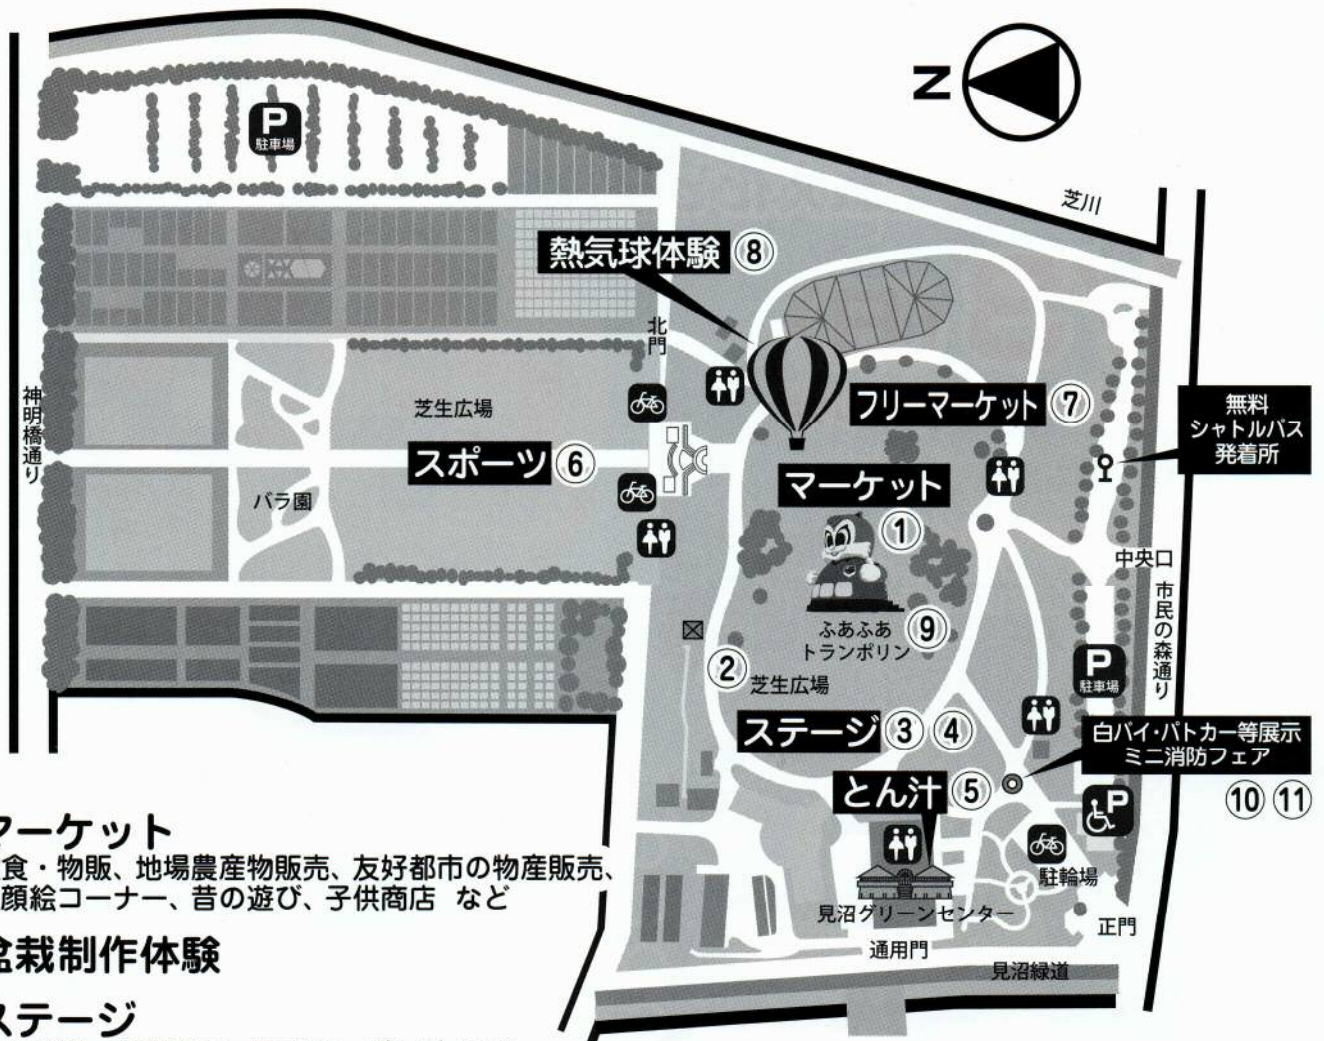 N
芝川
P
駐車場
熱気球体験 ⑧
北門
神明橋通り
芝生広場
フリーマーケット ⑦
無料
シャトルバス
発着所
スポーツ ⑥
マーケット
①
バラ園
中央口
市民の森通り
ふあふあ
トランポリン
⑨
②
芝生広場
P
駐車場
ステージ ③ ④
白バイ・パトカー等展示
ミニ消防フェア
⑩ ⑪
とん汁 ⑤
P
駐輪場
見沼グリーンセンター
正門
通用門
見沼緑道
マーケット
食・物販、地場農産物販売、友好都市の物産販売、
顔絵コーナー、昔の遊び、子供商店 など
盆栽制作体験
ステージ